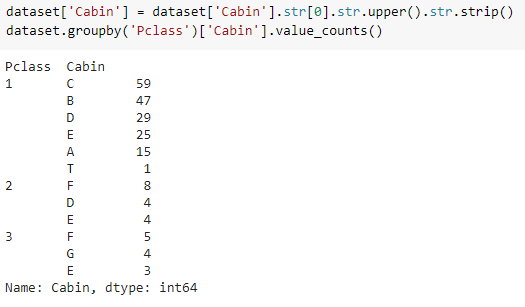 dataset['Cabin'] = dataset['Cabin'].str[0].str.upper().str.strip()
dataset.groupby('Pclass')['Cabin'].value_counts()
Pclass  Cabin
1       C        59
        B        47
        D        29
        E        25
        A        15
        T         1
2       F         8
        D         4
        E         4
3       F         5
        G         4
        E         3
Name: Cabin, dtype: int64